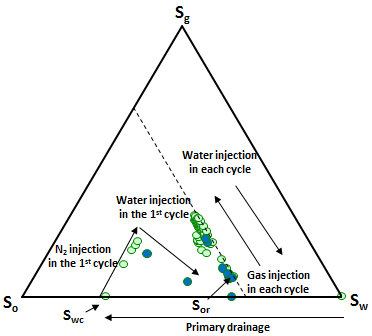 Sg
Water injection
in each cycle
Water injection
in the 1st cycle
N2 injection
in the 1st cycle
Gas injection
in each cycle
So
Sor
Sw
Swc
Primary drainage